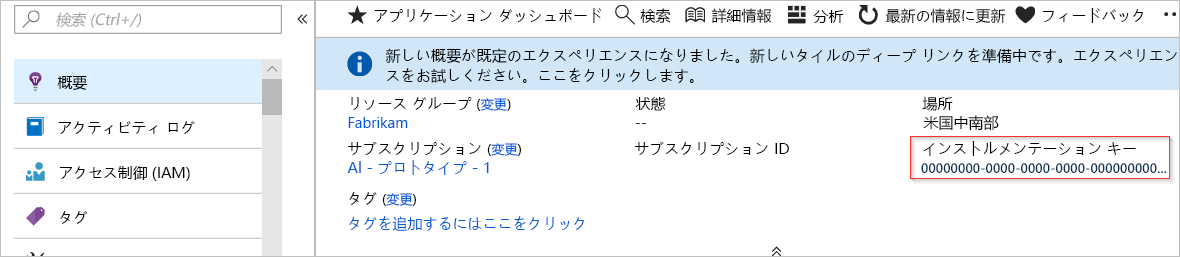 検索 (Ctrl+/)
概要
アクティビティ ログ
アクセス制御 (IAM)
タグ
アプリケーション ダッシュボード 検索 詳細情報 分析 最新の情報に更新 フィードバック
新しい概要が既定のエクスペリエンスになりました。新しいタイルのディープ リンクを準備中です。エクスペリエン
スをお試しください。ここをクリックします。
リソース グループ (変更) 状態 場所
Fabrikam -- 米国中南部
サブスクリプション (変更) サブスクリプション ID インストルメンテーション キー
AI - プロトタイプ - 1 00000000-0000-0000-0000-000000000...
タグ (変更)
タグを追加するにはここをクリック